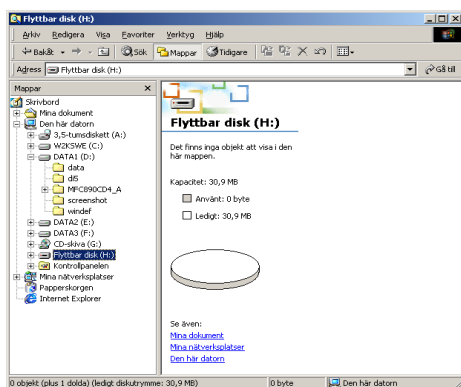 Flyttbar disk (H:)
Arkiv Redigera Visa Favoriter Verktyg Hjälp
Bakåt Sök Mappar Tidigare
Adress Flyttbar disk (H:) Gå till
Mappar
Skrivbord
Mina dokument
Den här datorn
3,5-tumsdiskett (A:)
W2KSWE (C:)
DATA1 (D:)
data
di5
MFC890CD4_A
screenshot
windef
DATA2 (E:)
DATA3 (F:)
CD-skiva (G:)
Flyttbar disk (H:)
Kontrollpanelen
Mina nätverksplatser
Papperskorgen
Internet Explorer
Flyttbar disk (H:)
Det finns inga objekt att visa i den
här mappen.
Kapacitet: 30,9 MB
Använt: 0 byte
Ledigt: 30,9 MB
Se även:
Mina dokument
Mina nätverksplatser
Den här datorn
0 objekt (plus 1 dolda) (ledigt diskutrymme: 30,9 MB) 0 byte Den här datorn